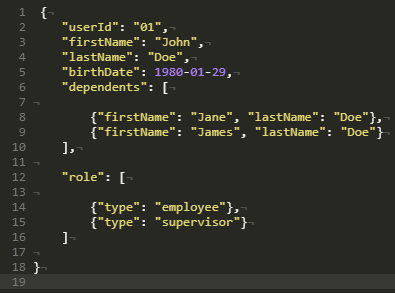 1 {
2 "userId": "01",
3 "firstName": "John",
4 "lastName": "Doe",
5 "birthDate": 1980-01-29,
6 "dependents": [
7
8 {"firstName": "Jane", "lastName": "Doe"},
9 {"firstName": "James", "lastName": "Doe"}
10 ],
11
12 "role": [
13
14 {"type": "employee"},
15 {"type": "supervisor"}
16 ]
17
18 }
19